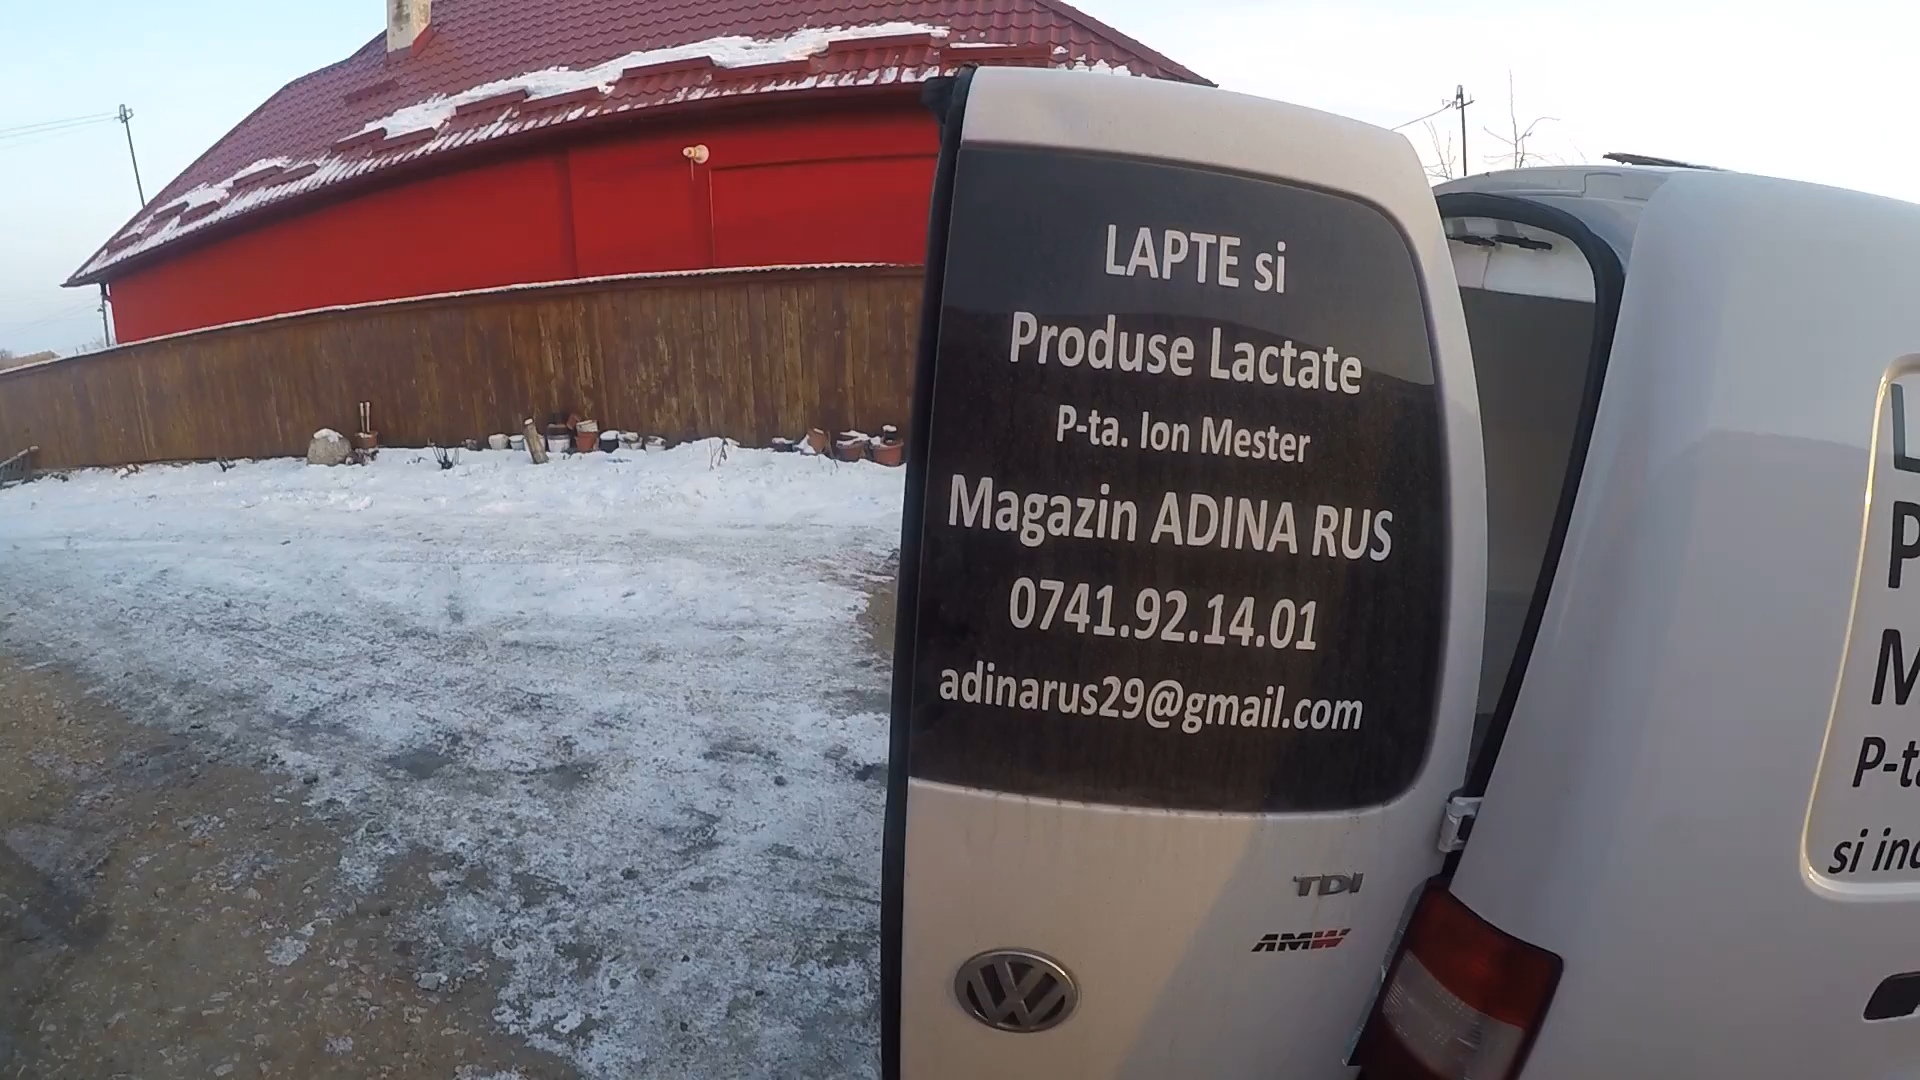 LAPTE si
Produse Lactate
P-ta. Ion Mester
Magazin ADINA RUS
0741.92.14.01
adinarus29@gmail.com
TDI
AMW
si